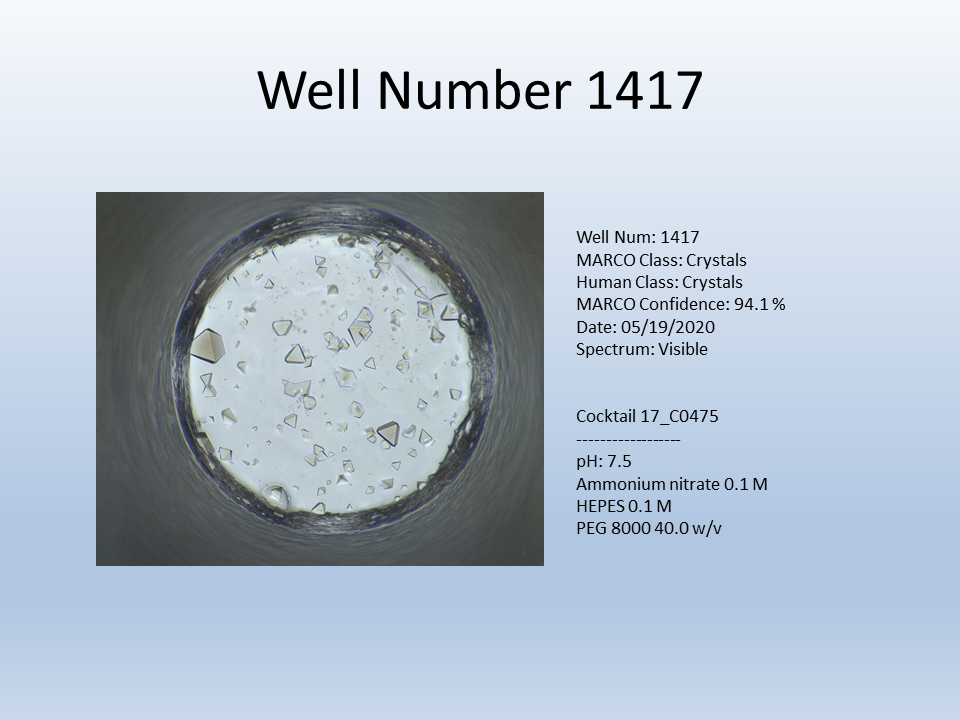 Well Number 1417
Well Num: 1417
MARCO Class: Crystals
Human Class: Crystals
MARCO Confidence: 94.1 %
Date: 05/19/2020
Spectrum: Visible
Cocktail 17_C0475
------------------
pH: 7.5
Ammonium nitrate 0.1 M
HEPES 0.1 M
PEG 8000 40.0 w/v